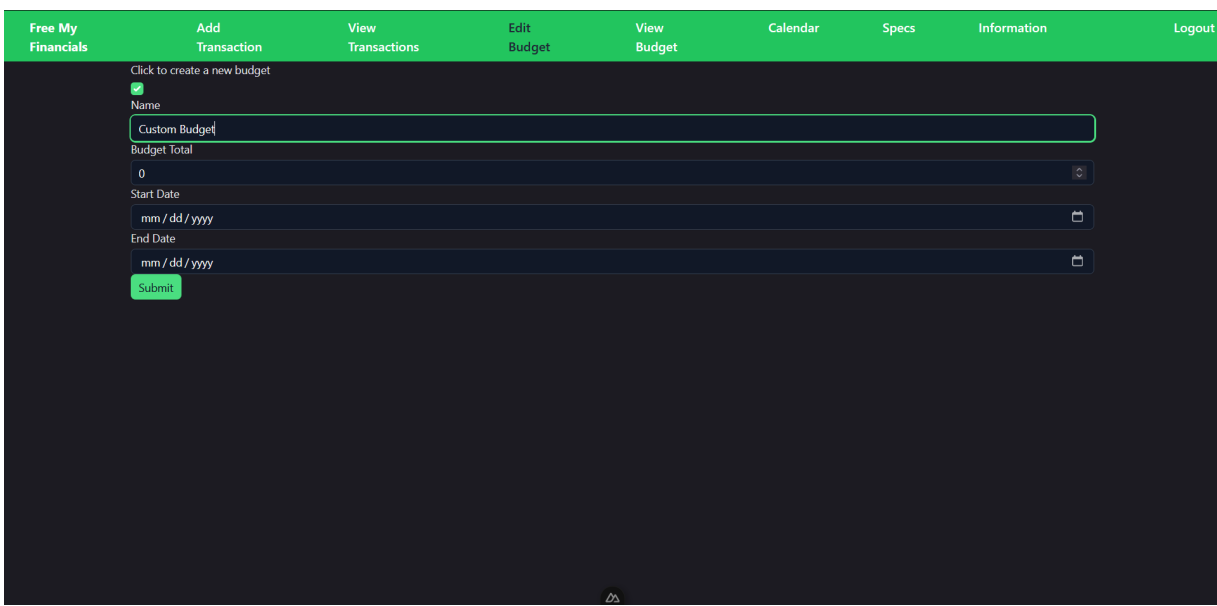 Free My Financials
Add Transaction
View Transactions
Edit Budget
View Budget
Calendar
Specs
Information
Logout
Click to create a new budget
Name
Custom Budget
Budget Total
0
Start Date
mm / dd / yyyy
End Date
mm / dd / yyyy
Submit